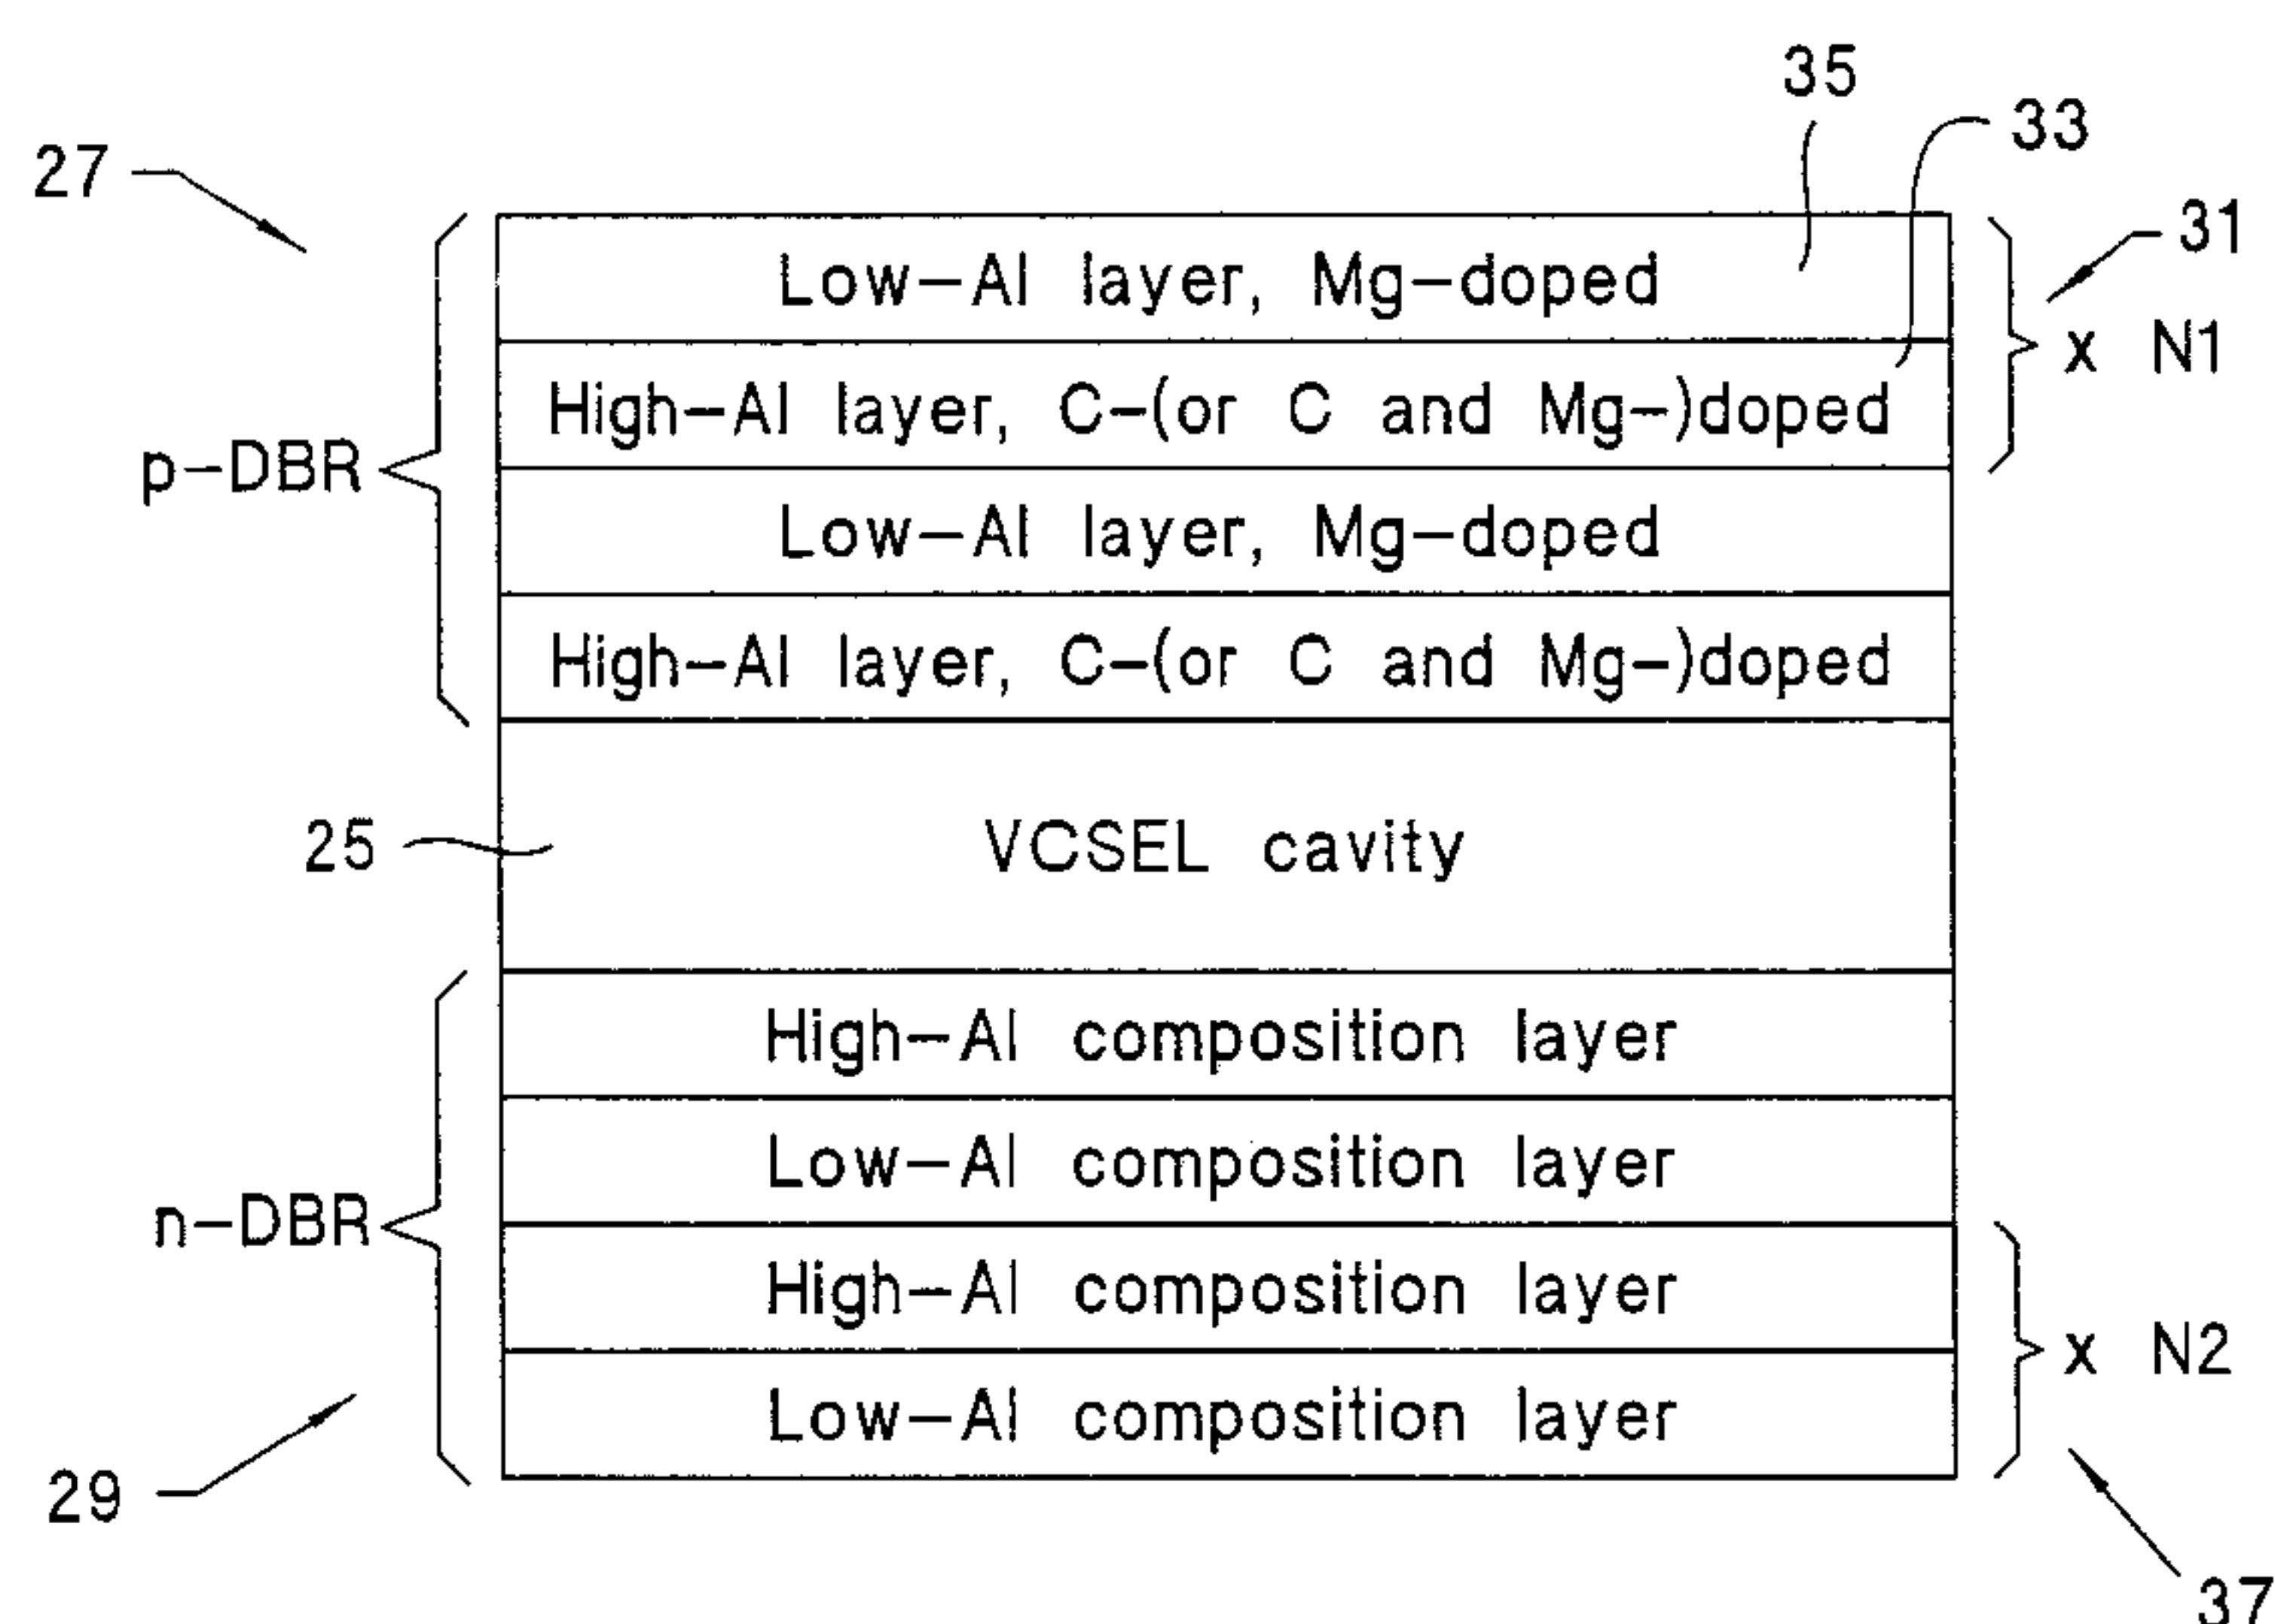 35
33
27
31
Low-Al layer, Mg-doped
x N1
High-Al layer, C-(or C and Mg-)doped
p-DBR
Low-Al layer, Mg-doped
High-Al layer, C-(or C and Mg-)doped
25
VCSEL cavity
High-Al composition layer
Low-Al composition layer
n-DBR
High-Al composition layer
x N2
Low-Al composition layer
29
37